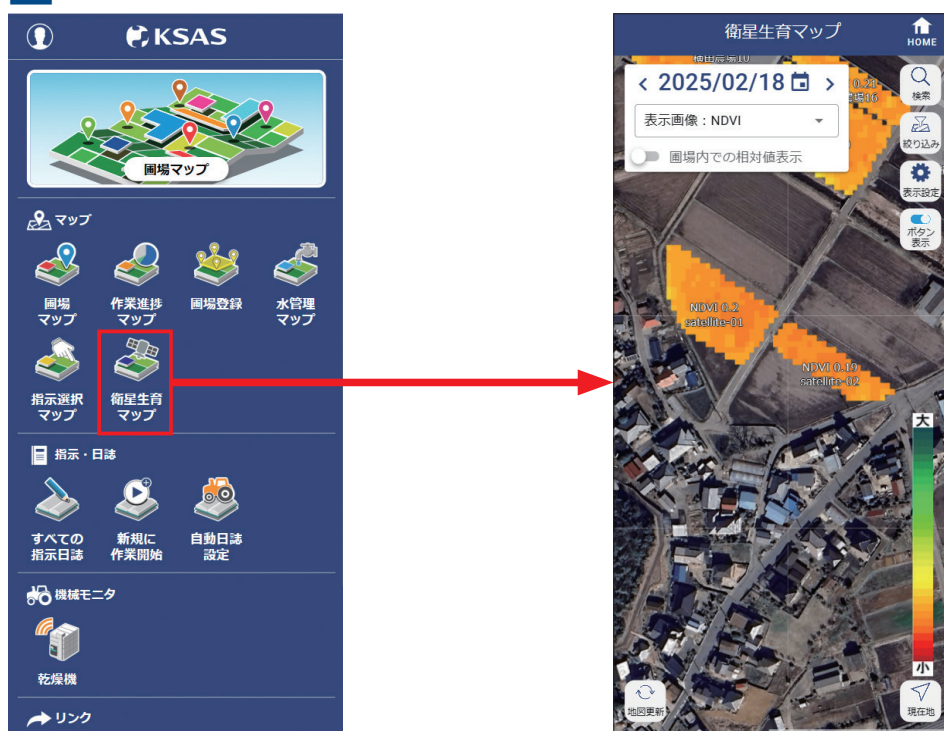 KSAS
圃場マップ
マップ
圃場
マップ
作業進捗
マップ
圃場登録
水管理
マップ
指示選択
マップ
衛星生育
マップ
指示・日誌
すべての
指示日誌
新規に
作業開始
自動日誌
設定
機械モニタ
乾燥機
リンク
衛星生育マップ
HOME
2025/02/18
表示画像：NDVI
圃場内での相対値表示
検索
絞り込み
表示設定
ボタン
表示
NDVI 0.2
satellite-01
NDVI 0.19
satellite-02
大
小
地図更新
現在地